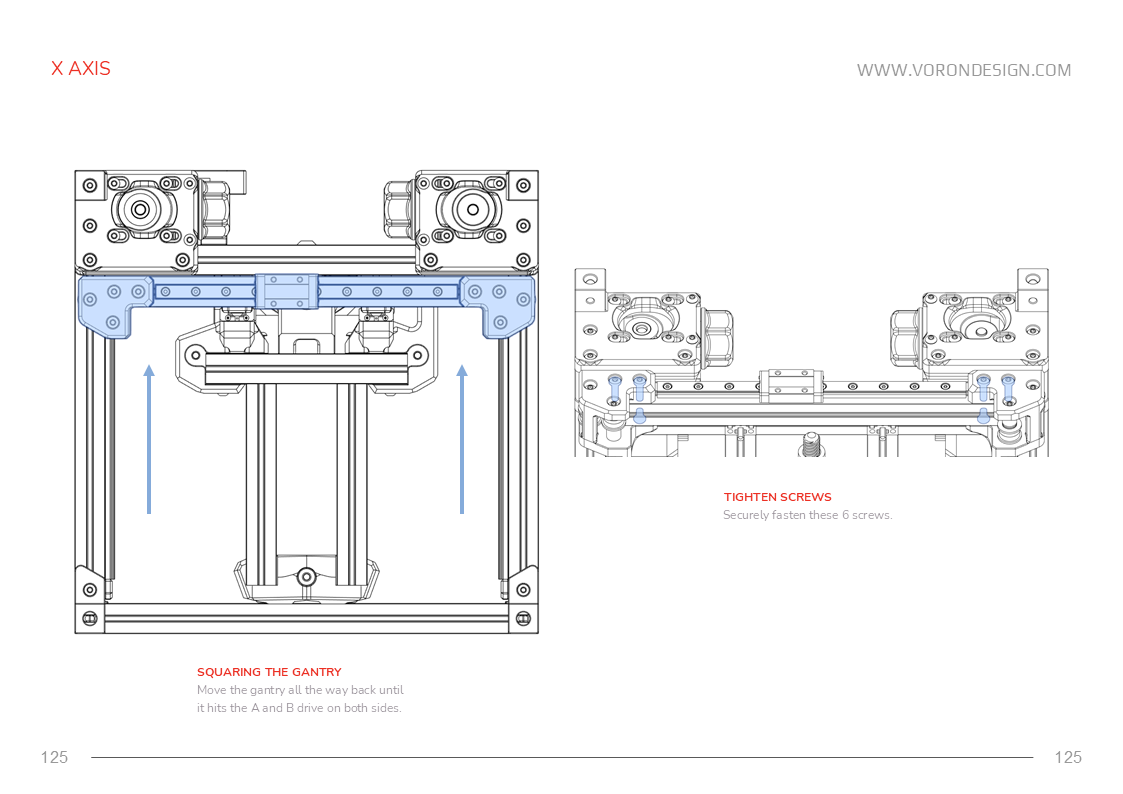 X AXIS
WWW.VORONDESIGN.COM
TIGHTEN SCREWS
Securely fasten these 6 screws.
SQUARING THE GANTRY
Move the gantry all the way back until
it hits the A and B drive on both sides.
125
125